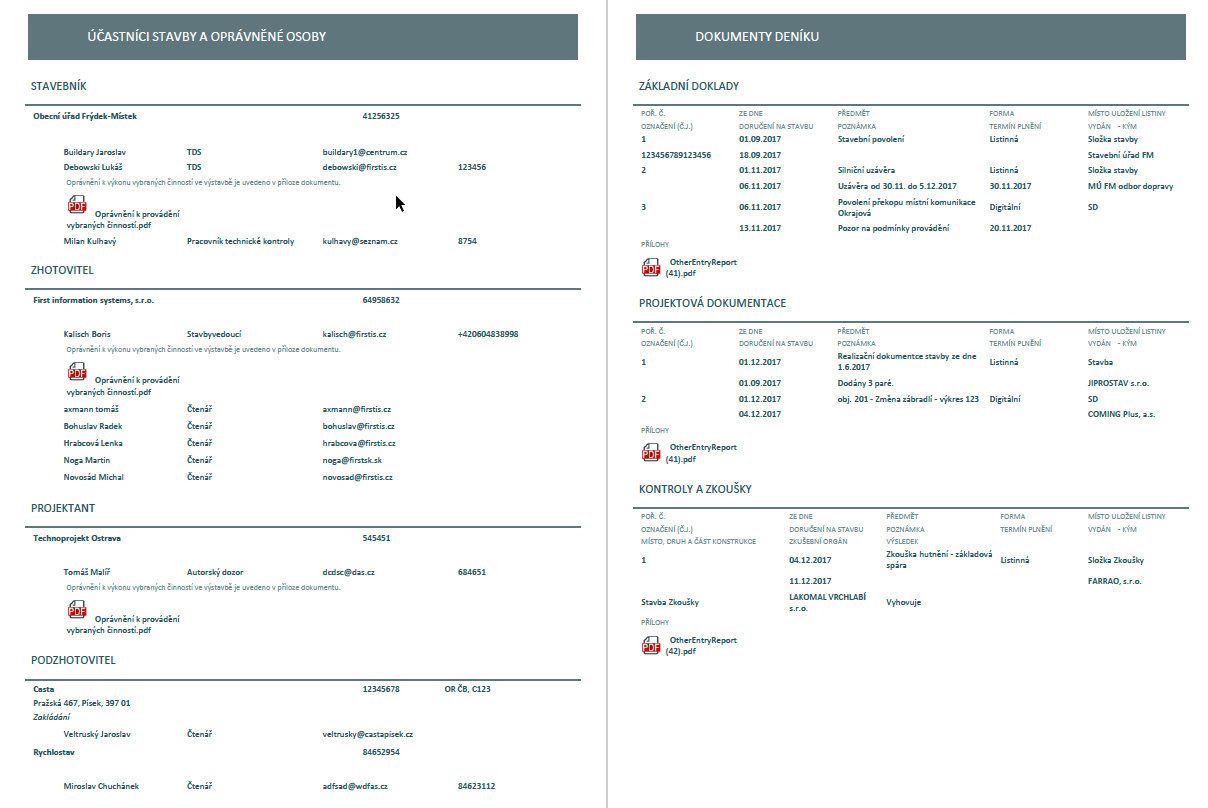 ÚČASTNÍCI STAVBY A OPRÁVNĚNÉ OSOBY
STAVEBNÍK
Obecní úřad Frýdek-Místek 41256325
Buildary Jaroslav TDS buildary1@centrum.cz
Debowski Lukáš TDS debowski@firstis.cz 123456
Oprávnění k výkonu vybraných činností ve výstavbě je uvedeno v příloze dokumentu.
PDF Oprávnění k provádění
vybraných činností.pdf
Milan Kulhavý Pracovník technické kontroly kulhavy@seznam.cz 8754
ZHOTOVITEL
First information systems, s.r.o. 64958632
Kalisch Boris Stavbyvedoucí kalisch@firstis.cz +420604838998
Oprávnění k výkonu vybraných činností ve výstavbě je uvedeno v příloze dokumentu.
PDF Oprávnění k provádění
vybraných činností.pdf
axmann tomáš Čtenář axmann@firstis.cz
Bohuslav Radek Čtenář bohuslav@firstis.cz
Hrabcová Lenka Čtenář hrabcova@firstis.cz
Noga Martin Čtenář noga@firstsk.sk
Novosád Michal Čtenář novosad@firstis.cz
PROJEKTANT
Technoprojekt Ostrava 545451
Tomáš Malíř Autorský dozor dcdsc@das.cz 684651
Oprávnění k výkonu vybraných činností ve výstavbě je uvedeno v příloze dokumentu.
PDF Oprávnění k provádění
vybraných činností.pdf
PODZHOTOVITEL
Casta 12345678 OR ČB, C123
Pražská 467, Písek, 397 01
Zakládání
Veltruský Jaroslav Čtenář veltrusky@castapisek.cz
Rychlostav 84652954
Miroslav Chuchánek Čtenář adfsad@wdfas.cz 84623112
DOKUMENTY DENÍKU
ZÁKLADNÍ DOKLADY
POŘ. Č. ZE DNE PŘEDMĚT FORMA MÍSTO ULOŽENÍ LISTINY
OZNAČENÍ (Č.J.) DORUČENÍ NA STAVBU POZNÁMKA TERMÍN PLNĚNÍ VYDÁN - KÝM
1 01.09.2017 Stavební povolení Listinná Složka stavby
123456789123456 18.09.2017 Stavební úřad FM
2 01.11.2017 Silniční uzávěra Listinná Složka stavby
06.11.2017 Uzávěra od 30.11. do 5.12.2017 30.11.2017 MÚ FM odbor dopravy
3 06.11.2017 Povolení překopu místní komunikace Digitální SD
Okrajová
13.11.2017 Pozor na podmínky provádění 20.11.2017
PŘÍLOHY
PDF OtherEntryReport
(41).pdf
PROJEKTOVÁ DOKUMENTACE
POŘ. Č. ZE DNE PŘEDMĚT FORMA MÍSTO ULOŽENÍ LISTINY
OZNAČENÍ (Č.J.) DORUČENÍ NA STAVBU POZNÁMKA TERMÍN PLNĚNÍ VYDÁN - KÝM
1 01.12.2017 Realizační dokumentce stavby ze dne Listinná Stavba
1.6.2017
01.09.2017 Dodány 3 paré. JIPROSTAV s.r.o.
2 01.12.2017 obj. 201 - Změna zábradlí - výkres 123 Digitální SD
04.12.2017 COMING Plus, a.s.
PŘÍLOHY
PDF OtherEntryReport
(41).pdf
KONTROLY A ZKOUŠKY
POŘ. Č. ZE DNE PŘEDMĚT FORMA MÍSTO ULOŽENÍ LISTINY
OZNAČENÍ (Č.J.) DORUČENÍ NA STAVBU POZNÁMKA TERMÍN PLNĚNÍ VYDÁN - KÝM
MÍSTO, DRUH A ČÁST KONSTRUKCE ZKUŠEBNÍ ORGÁN VÝSLEDEK
1 04.12.2017 Zkouška hutnění - základová Listinná Složka Zkoušky
spára
11.12.2017 FARRAO, s.r.o.
Stavba Zkoušky LAKOMAL VRCHLABÍ Vyhovuje
s.r.o.
PŘÍLOHY
PDF OtherEntryReport
(42).pdf